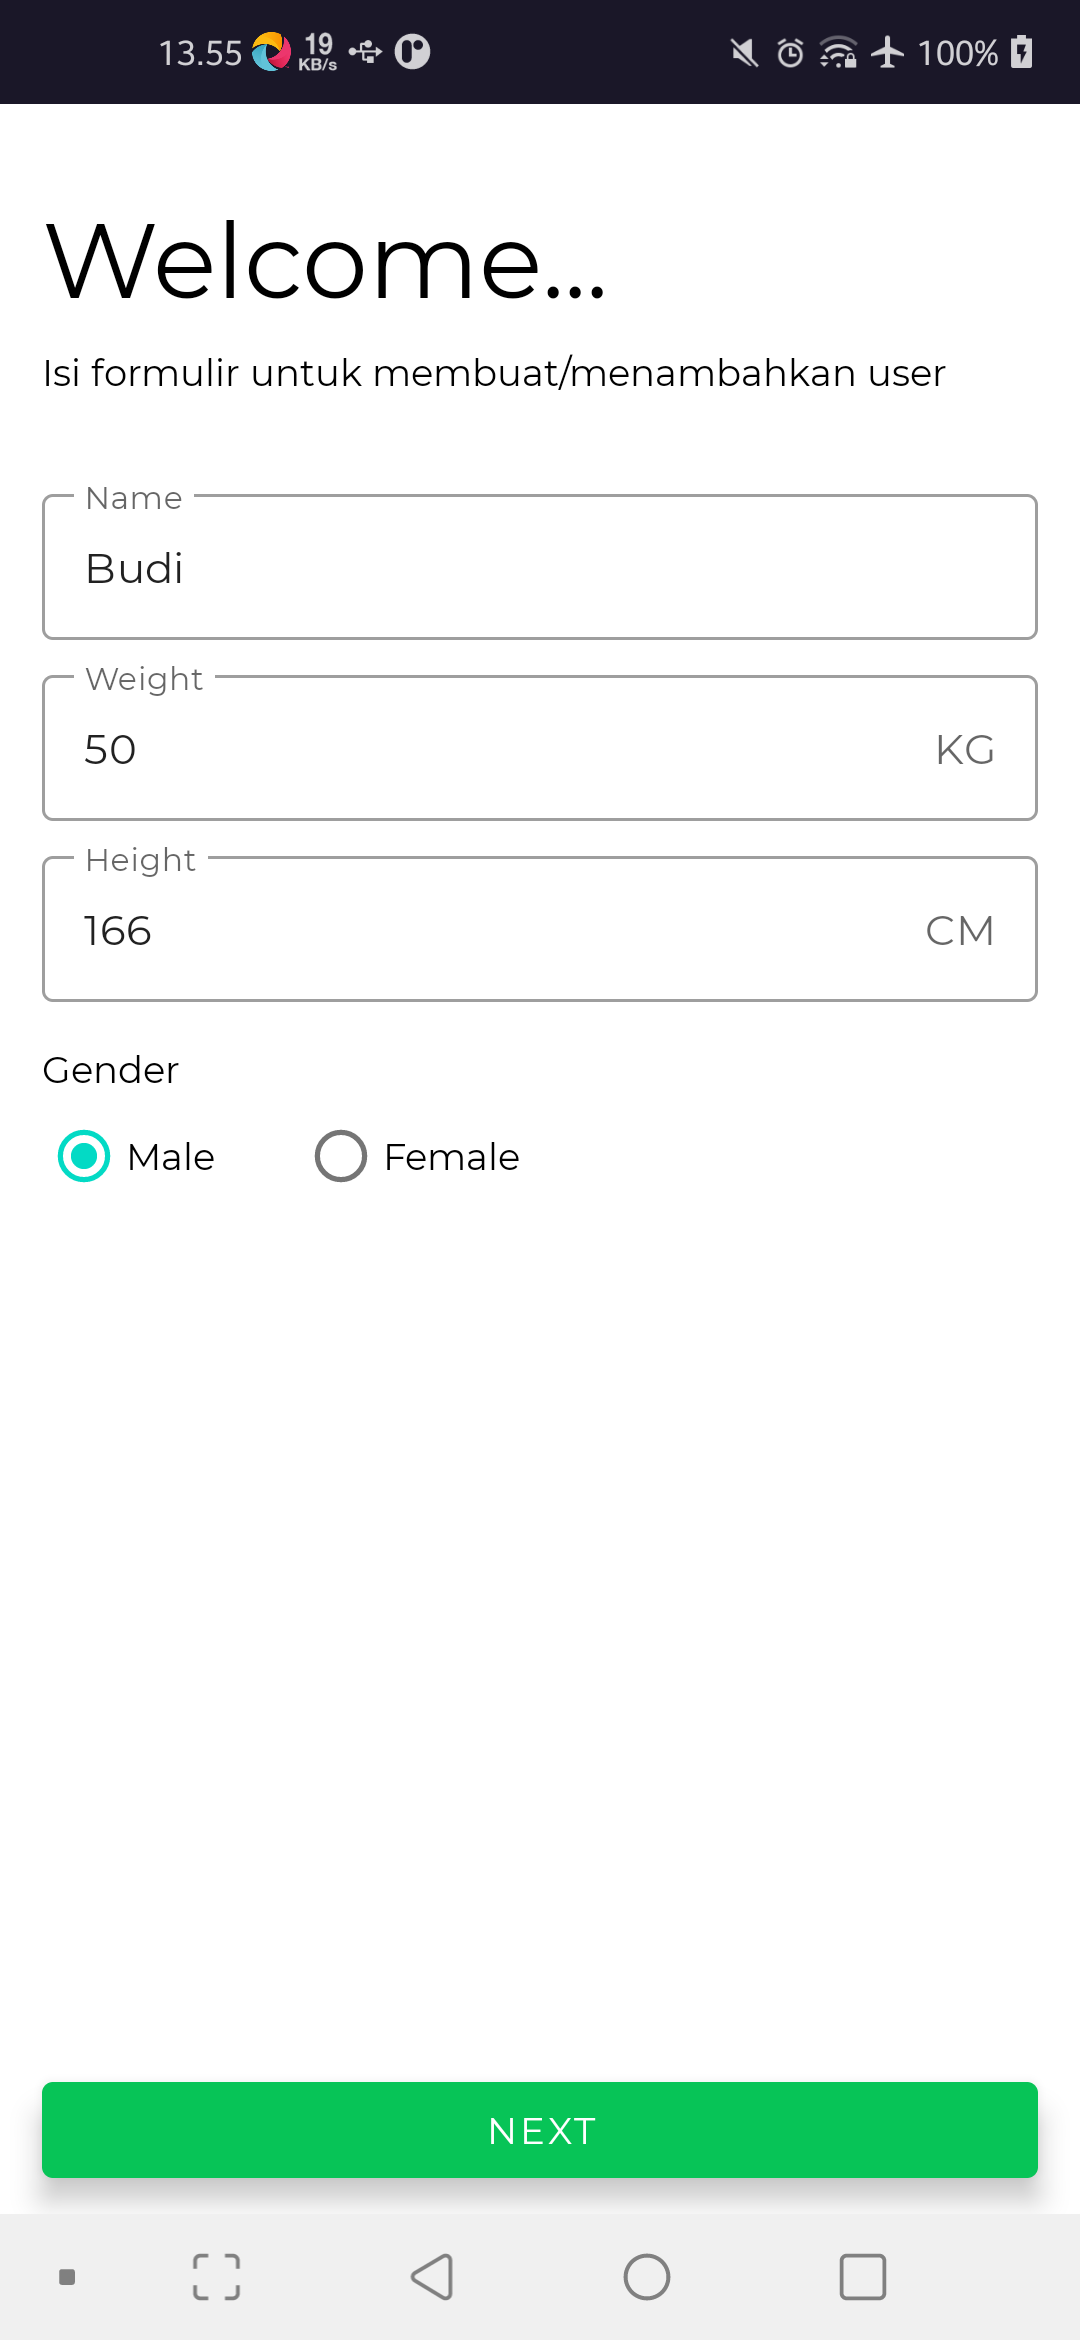 13.55 19 KB/s 100%
Welcome...
Isi formulir untuk membuat/menambahkan user
Name
Budi
Weight
50 KG
Height
166 CM
Gender
Male Female
NEXT